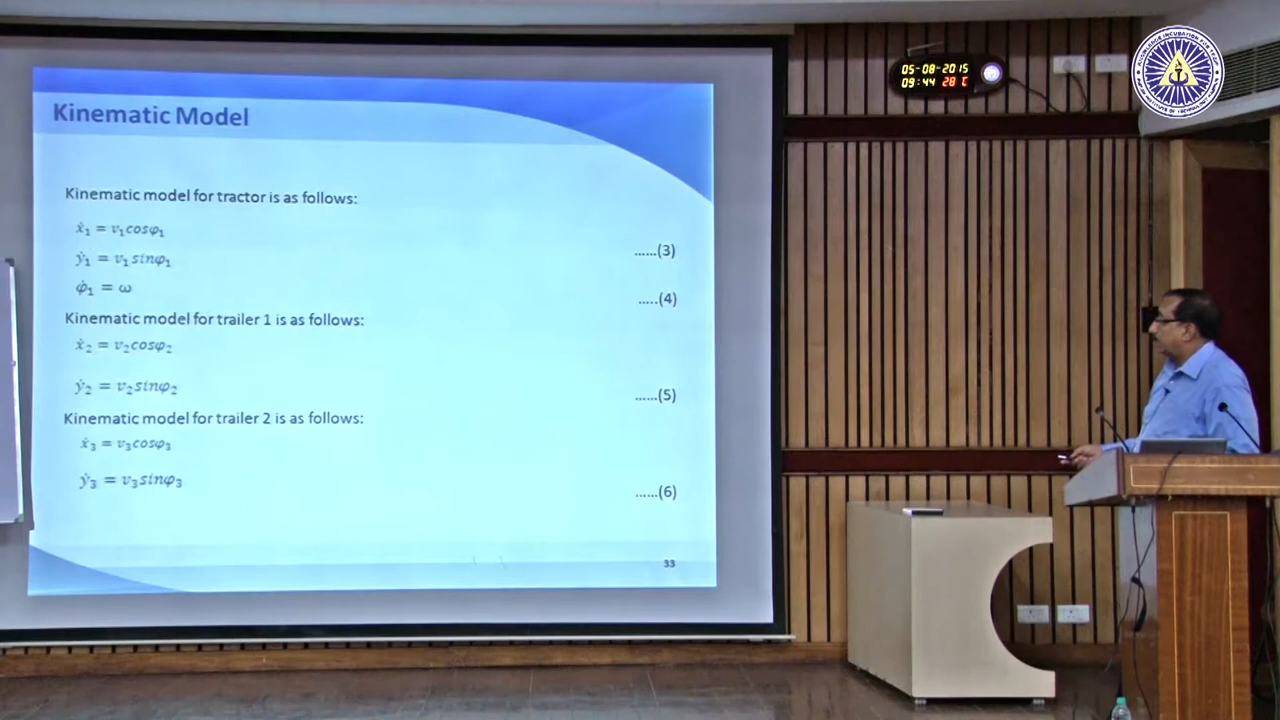 Kinematic Model
Kinematic model for tractor is as follows:
ẋ₁ = v₁cosφ₁
......(3)
ẏ₁ = v₁sinφ₁
φ̇₁ = ω
.....(4)
Kinematic model for trailer 1 is as follows:
ẋ₂ = v₂cosφ₂
ẏ₂ = v₂sinφ₂
......(5)
Kinematic model for trailer 2 is as follows:
ẋ₃ = v₃cosφ₃
ẏ₃ = v₃sinφ₃
......(6)
33
05-08-2015
09:44 28 C